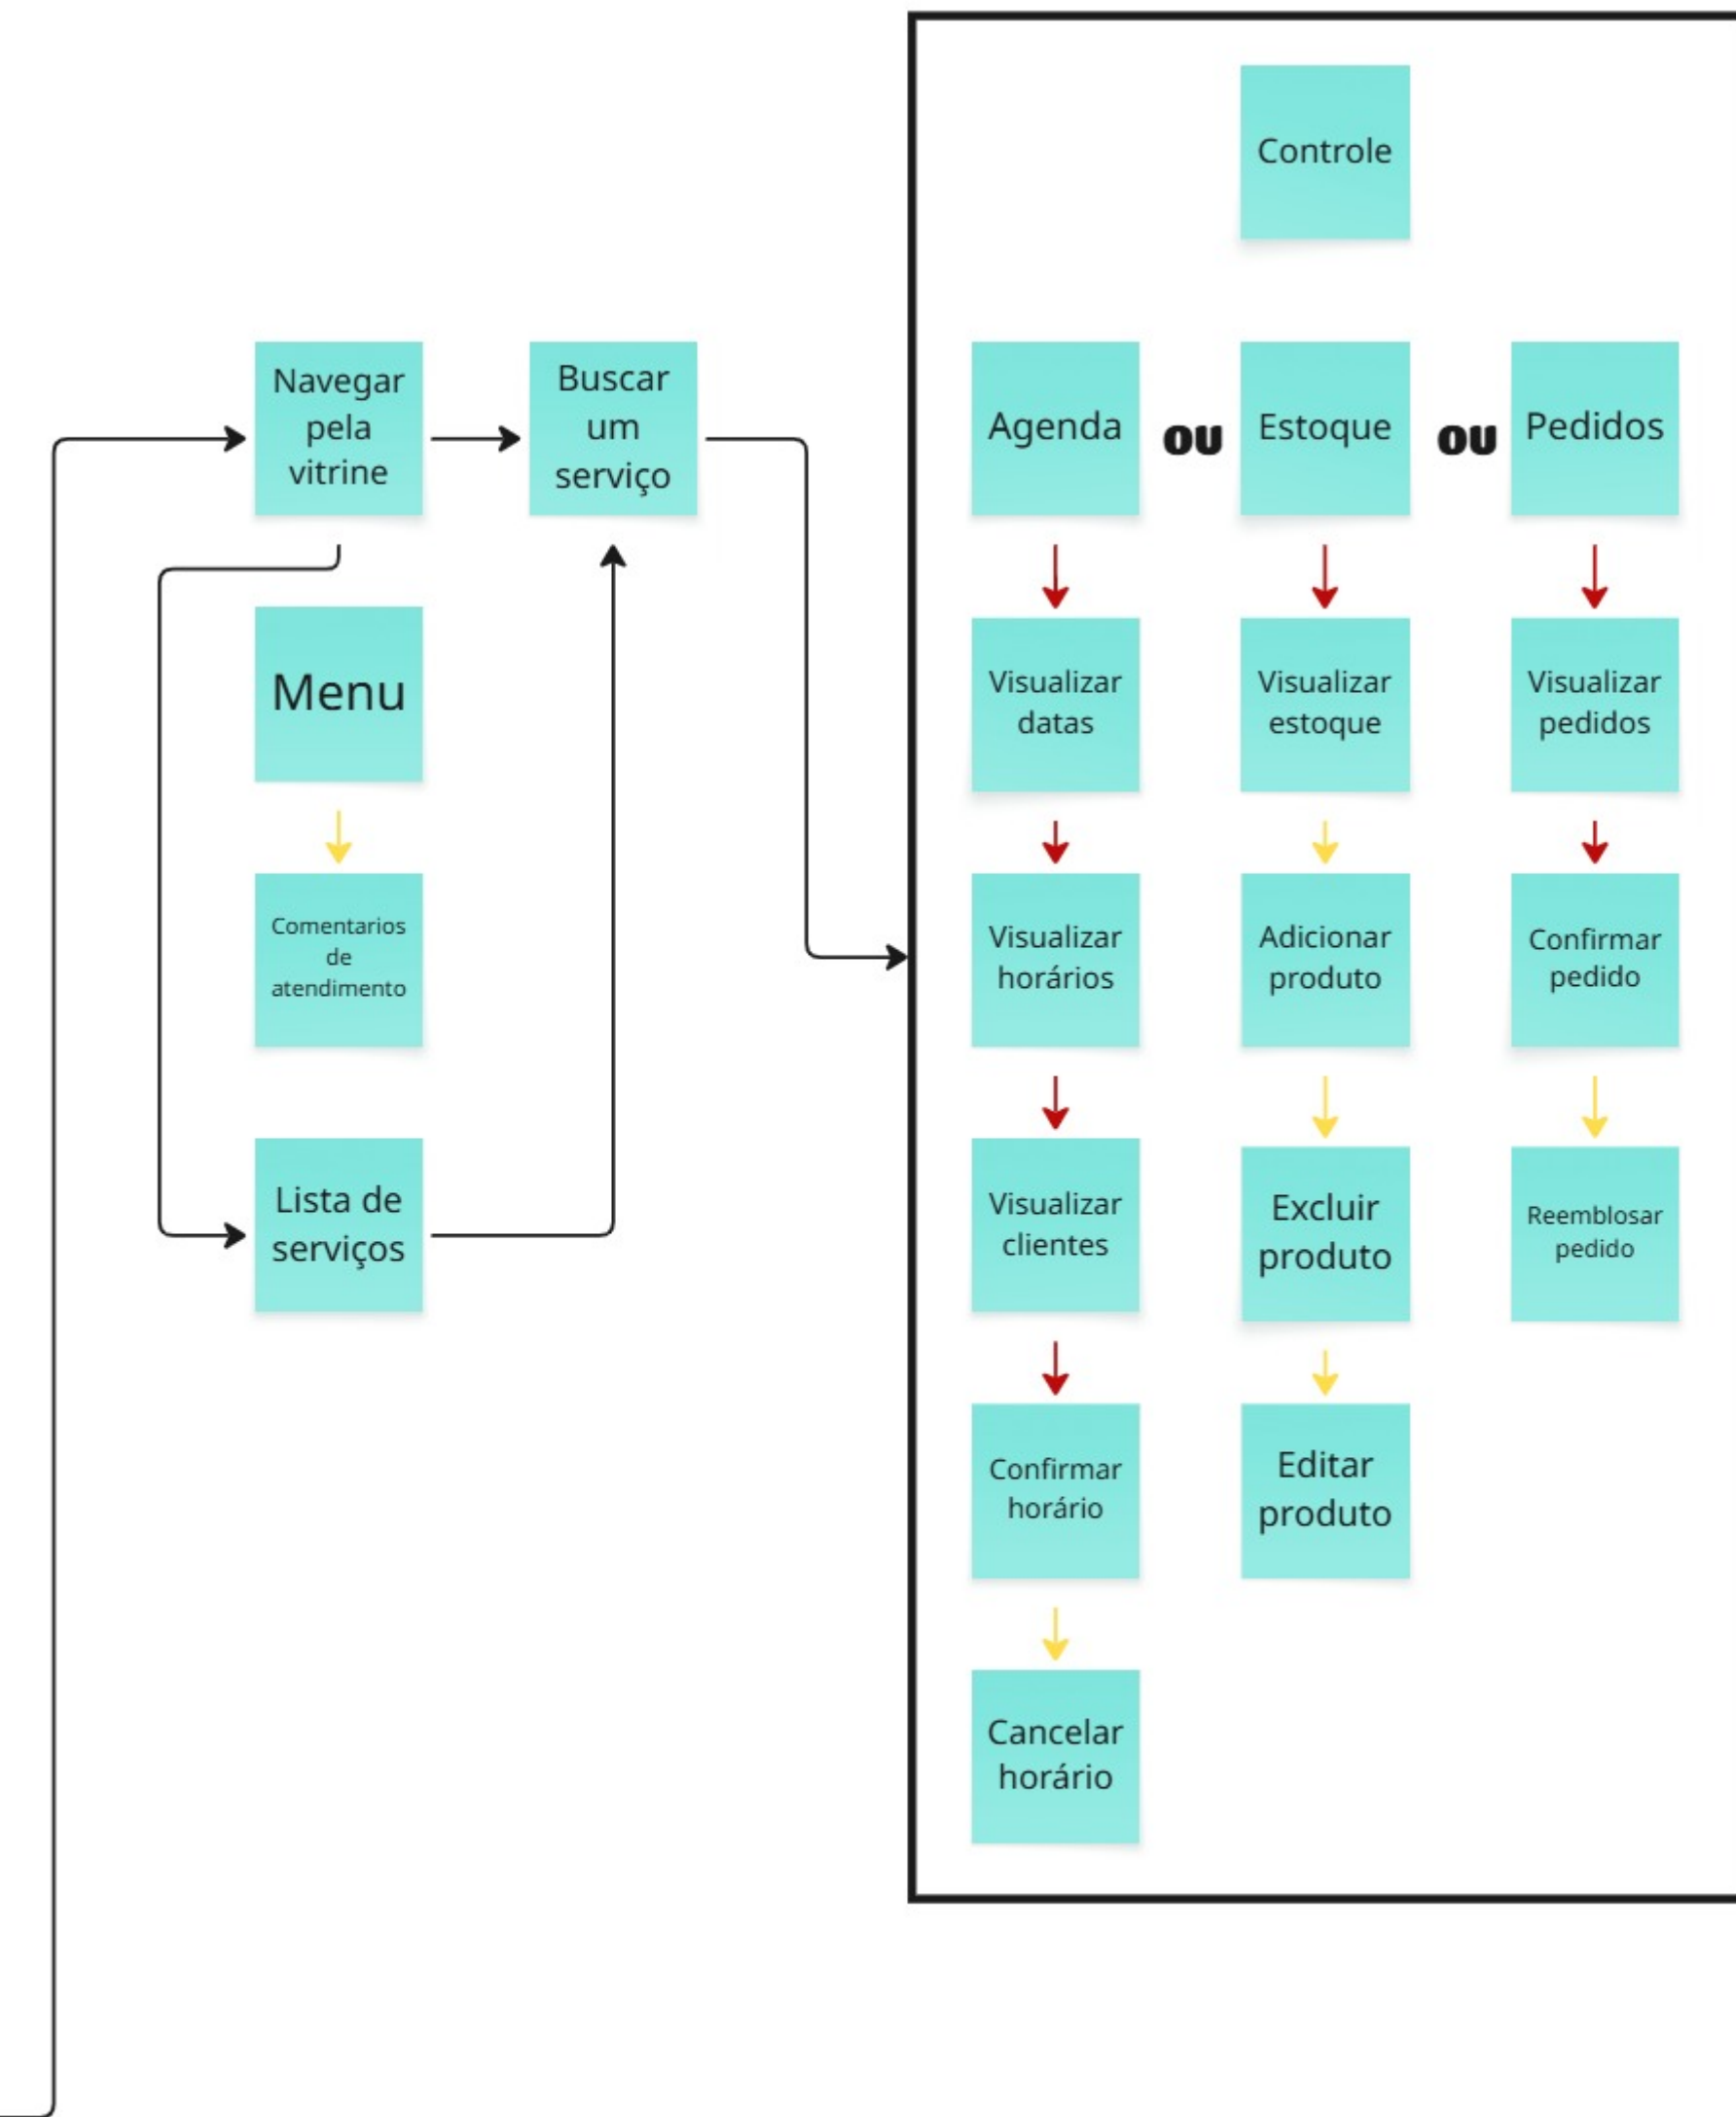 Controle
Navegar
pela
vitrine
Buscar
um
serviço
Agenda
ou
Estoque
ou
Pedidos
Menu
Visualizar
datas
Visualizar
estoque
Visualizar
pedidos
Comentarios
de
atendimento
Visualizar
horários
Adicionar
produto
Confirmar
pedido
Lista de
serviços
Visualizar
clientes
Excluir
produto
Reemblosar
pedido
Confirmar
horário
Editar
produto
Cancelar
horário